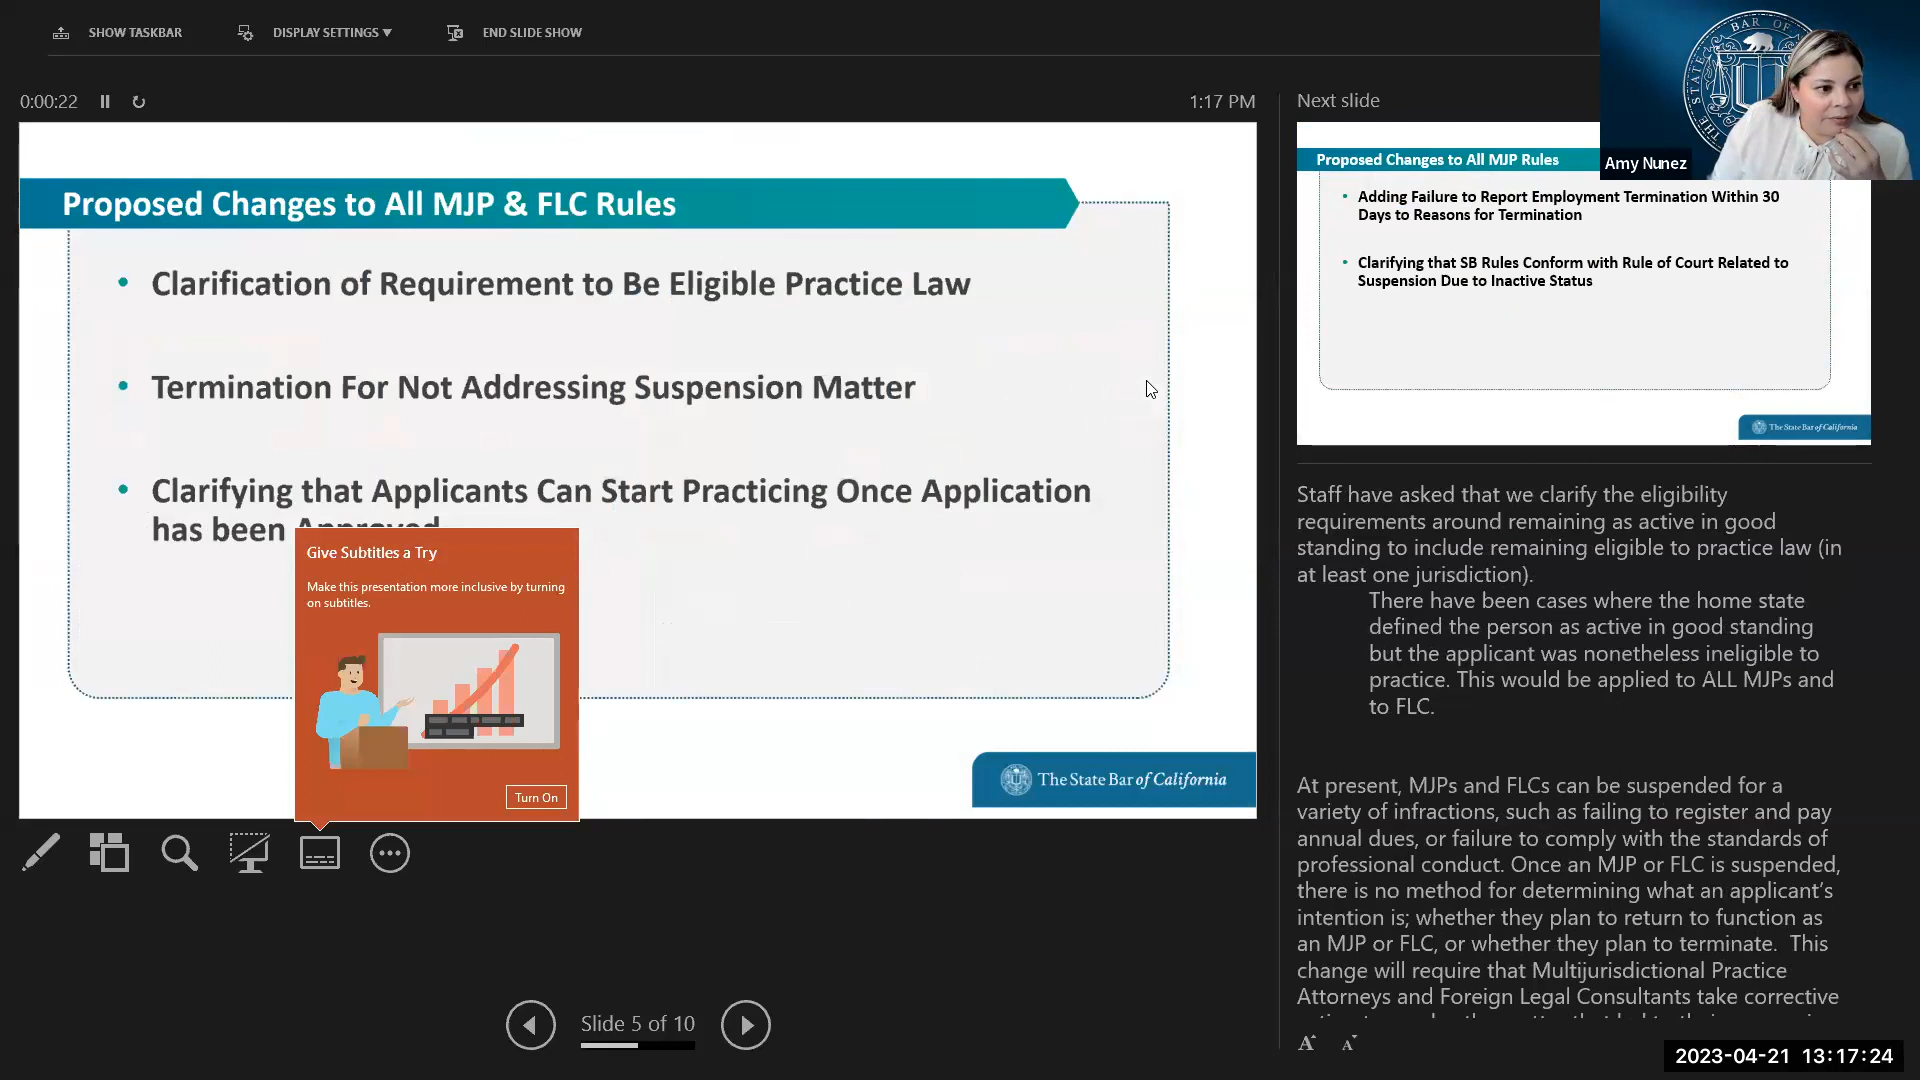 SHOW TASKBAR
DISPLAY SETTINGS ▼
END SLIDE SHOW
0:00:22
1:17 PM
Proposed Changes to All MJP & FLC Rules
• Clarification of Requirement to Be Eligible Practice Law
• Termination For Not Addressing Suspension Matter
• Clarifying that Applicants Can Start Practicing Once Application
has been Approved
Give Subtitles a Try
Make this presentation more inclusive by turning
on subtitles.
Turn On
The State Bar of California
Slide 5 of 10
Next slide
THE STATE BAR OF
Amy Nunez
Proposed Changes to All MJP Rules
• Adding Failure to Report Employment Termination Within 30
Days to Reasons for Termination
• Clarifying that SB Rules Conform with Rule of Court Related to
Suspension Due to Inactive Status
The State Bar of California
Staff have asked that we clarify the eligibility
requirements around remaining as active in good
standing to include remaining eligible to practice law (in
at least one jurisdiction).
There have been cases where the home state
defined the person as active in good standing
but the applicant was nonetheless ineligible to
practice. This would be applied to ALL MJPs and
to FLC.
At present, MJPs and FLCs can be suspended for a
variety of infractions, such as failing to register and pay
annual dues, or failure to comply with the standards of
professional conduct. Once an MJP or FLC is suspended,
there is no method for determining what an applicant’s
intention is; whether they plan to return to function as
an MJP or FLC, or whether they plan to terminate. This
change will require that Multijurisdictional Practice
Attorneys and Foreign Legal Consultants take corrective
A A
2023-04-21 13:17:24